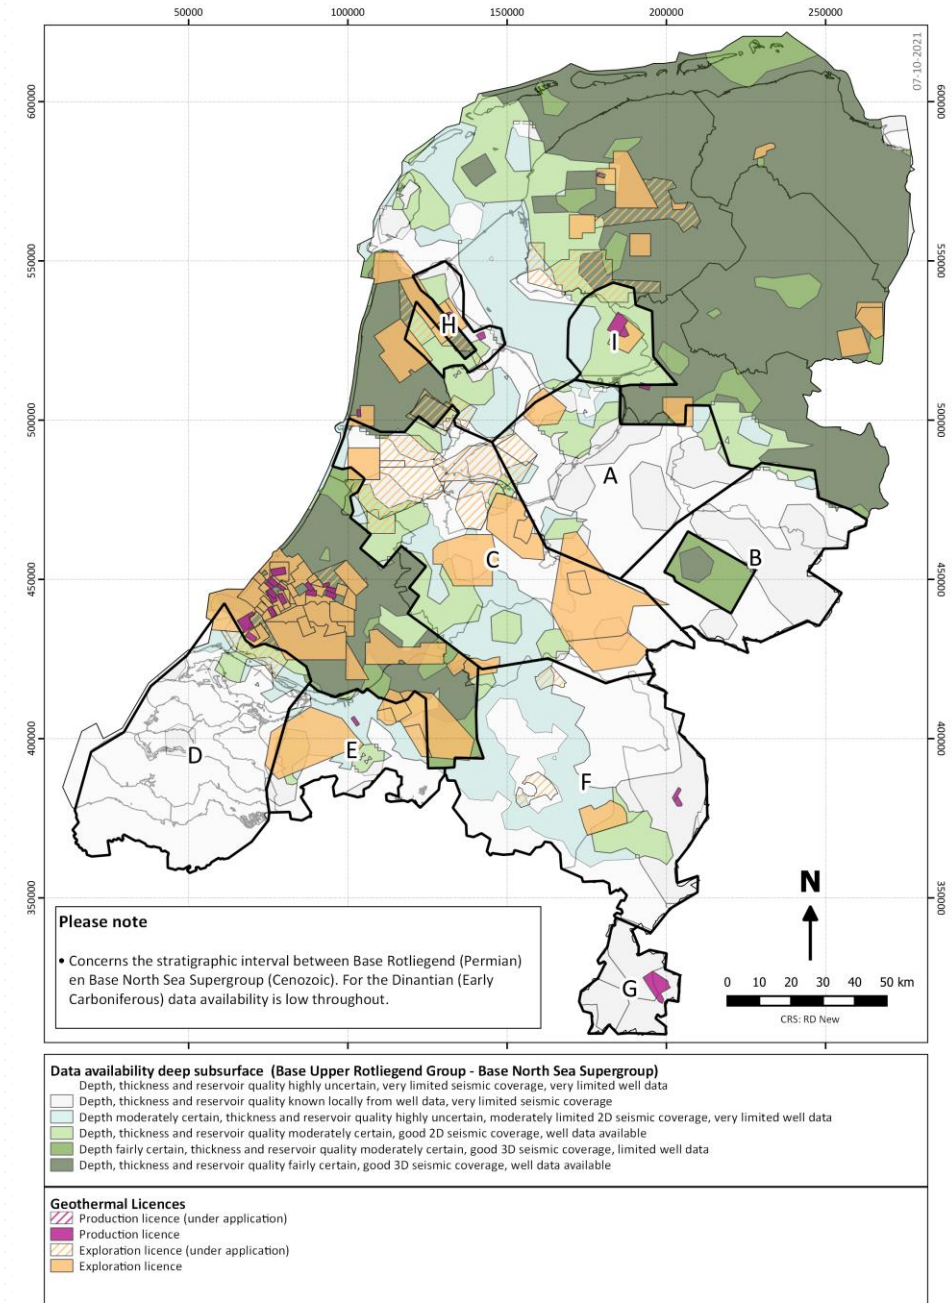 50000 100000 150000 200000 250000
07-10-2021
600000 600000
550000 550000
H
I
500000 500000
A
B
C
450000 450000
400000 400000
D
E
F
350000 350000
N
G
0 10 20 30 40 50 km
CRS: RD New
Please note
• Concerns the stratigraphic interval between Base Rotliegend (Permian)
en Base North Sea Supergroup (Cenozoic). For the Dinantian (Early
Carboniferous) data availability is low throughout.
Data availability deep subsurface (Base Upper Rotliegend Group - Base North Sea Supergroup)
Depth, thickness and reservoir quality highly uncertain, very limited seismic coverage, very limited well data
Depth, thickness and reservoir quality known locally from well data, very limited seismic coverage
Depth moderately certain, thickness and reservoir quality highly uncertain, moderately limited 2D seismic coverage, very limited well data
Depth, thickness and reservoir quality moderately certain, good 2D seismic coverage, well data available
Depth fairly certain, thickness and reservoir quality moderately certain, good 3D seismic coverage, limited well data
Depth, thickness and reservoir quality fairly certain, good 3D seismic coverage, well data available
Geothermal Licences
Production licence (under application)
Production licence
Exploration licence (under application)
Exploration licence